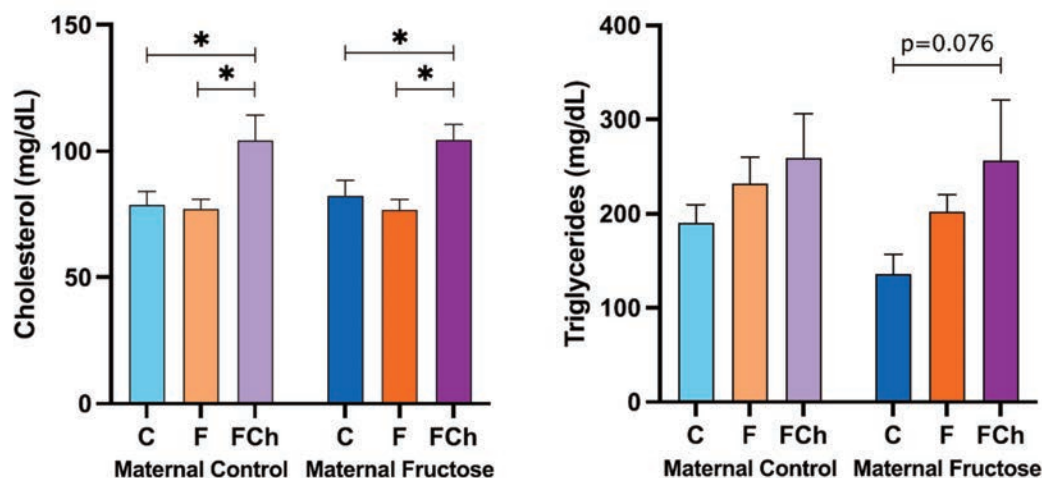 Cholesterol (mg/dL)
150
100
50
0
*
*
*
*
C F FCh C F FCh
Maternal Control Maternal Fructose
Triglycerides (mg/dL)
400
300
200
100
0
p=0.076
C F FCh C F FCh
Maternal Control Maternal Fructose